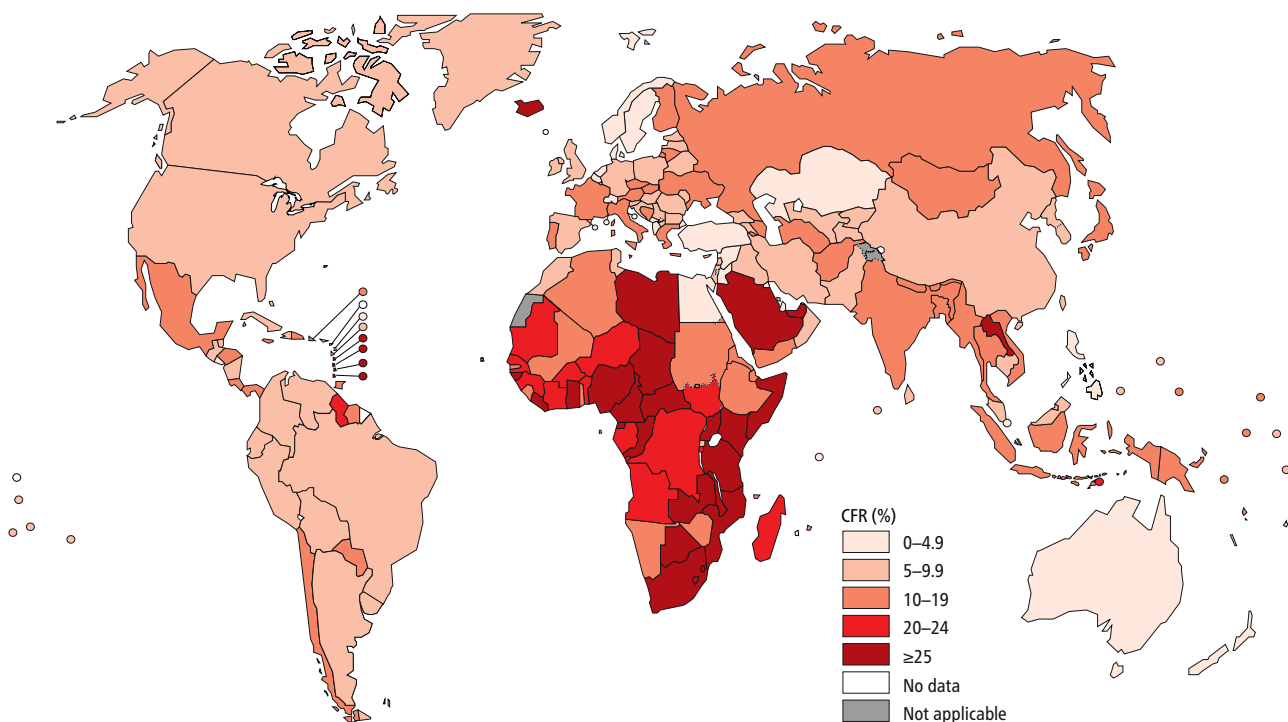 CFR (%)
0–4.9
5–9.9
10–19
20–24
≥25
No data
Not applicable